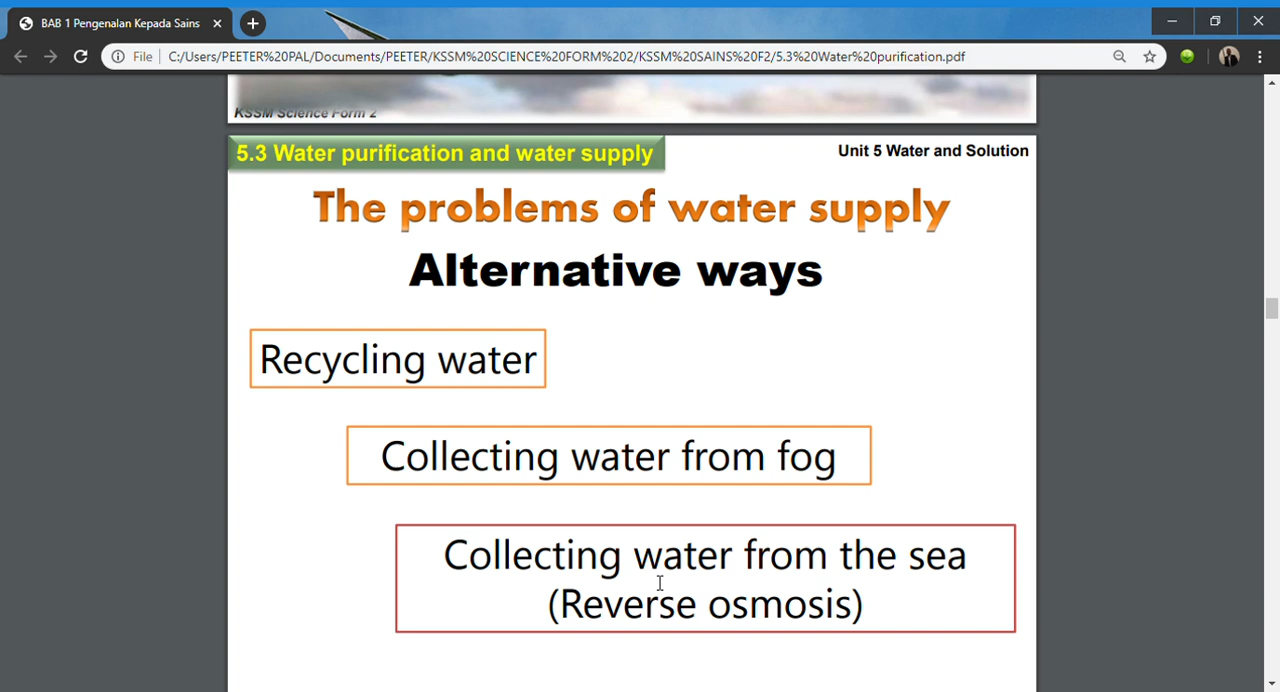 BAB 1 Pengenalan Kepada Sains
File
C:/Users/PEETER%20PAL/Documents/PEETER/KSSM%20SCIENCE%20FORM%202/KSSM%20SAINS%20F2/5.3%20Water%20purification.pdf
KSSM Science Form 2
5.3 Water purification and water supply
Unit 5 Water and Solution
The problems of water supply
Alternative ways
Recycling water
Collecting water from fog
Collecting water from the sea
(Reverse osmosis)